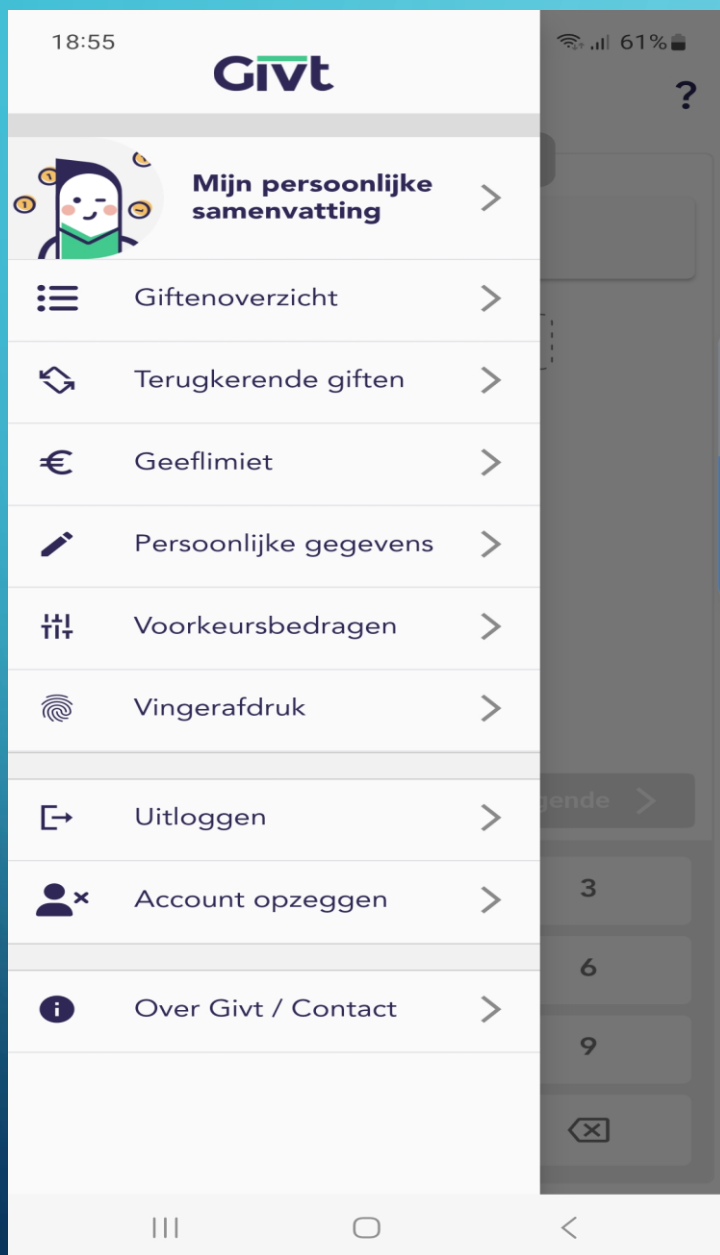 18:55
61%
Givt
?
Mijn persoonlijke
samenvatting
Giftenoverzicht
Terugkerende giften
Geeflimiet
Persoonlijke gegevens
Voorkeursbedragen
Vingerafdruk
gende
Uitloggen
3
Account opzeggen
6
Over Givt / Contact
9